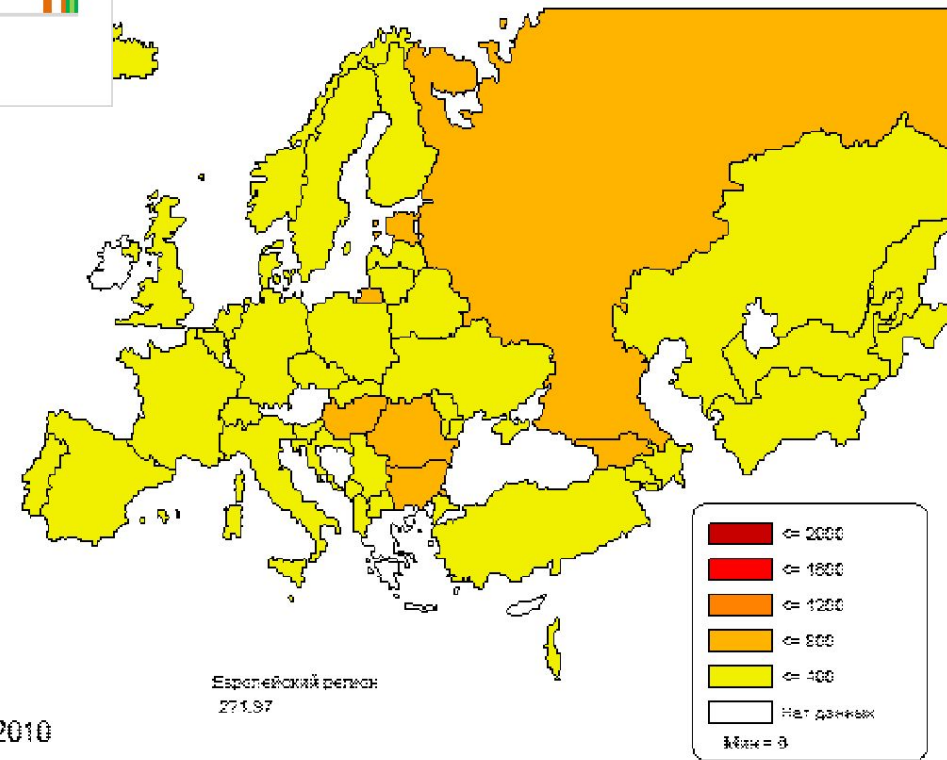 Европейский регион
271.97
2010
<= 2000
<= 1600
<= 1200
<= 800
<= 400
Нет данных
Мин = 0